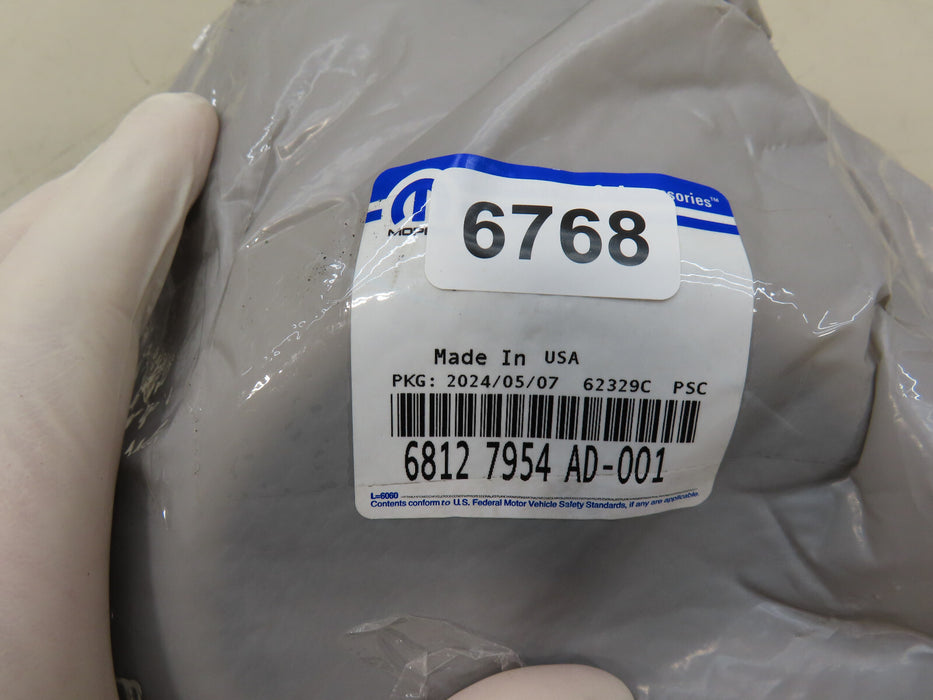 6768
Made In USA
PKG: 2024/05/07 62329C PSC
6812 7954 AD-001
L=6060
Contents conform to U.S. Federal Motor Vehicle Safety Standards, if any are applicable.